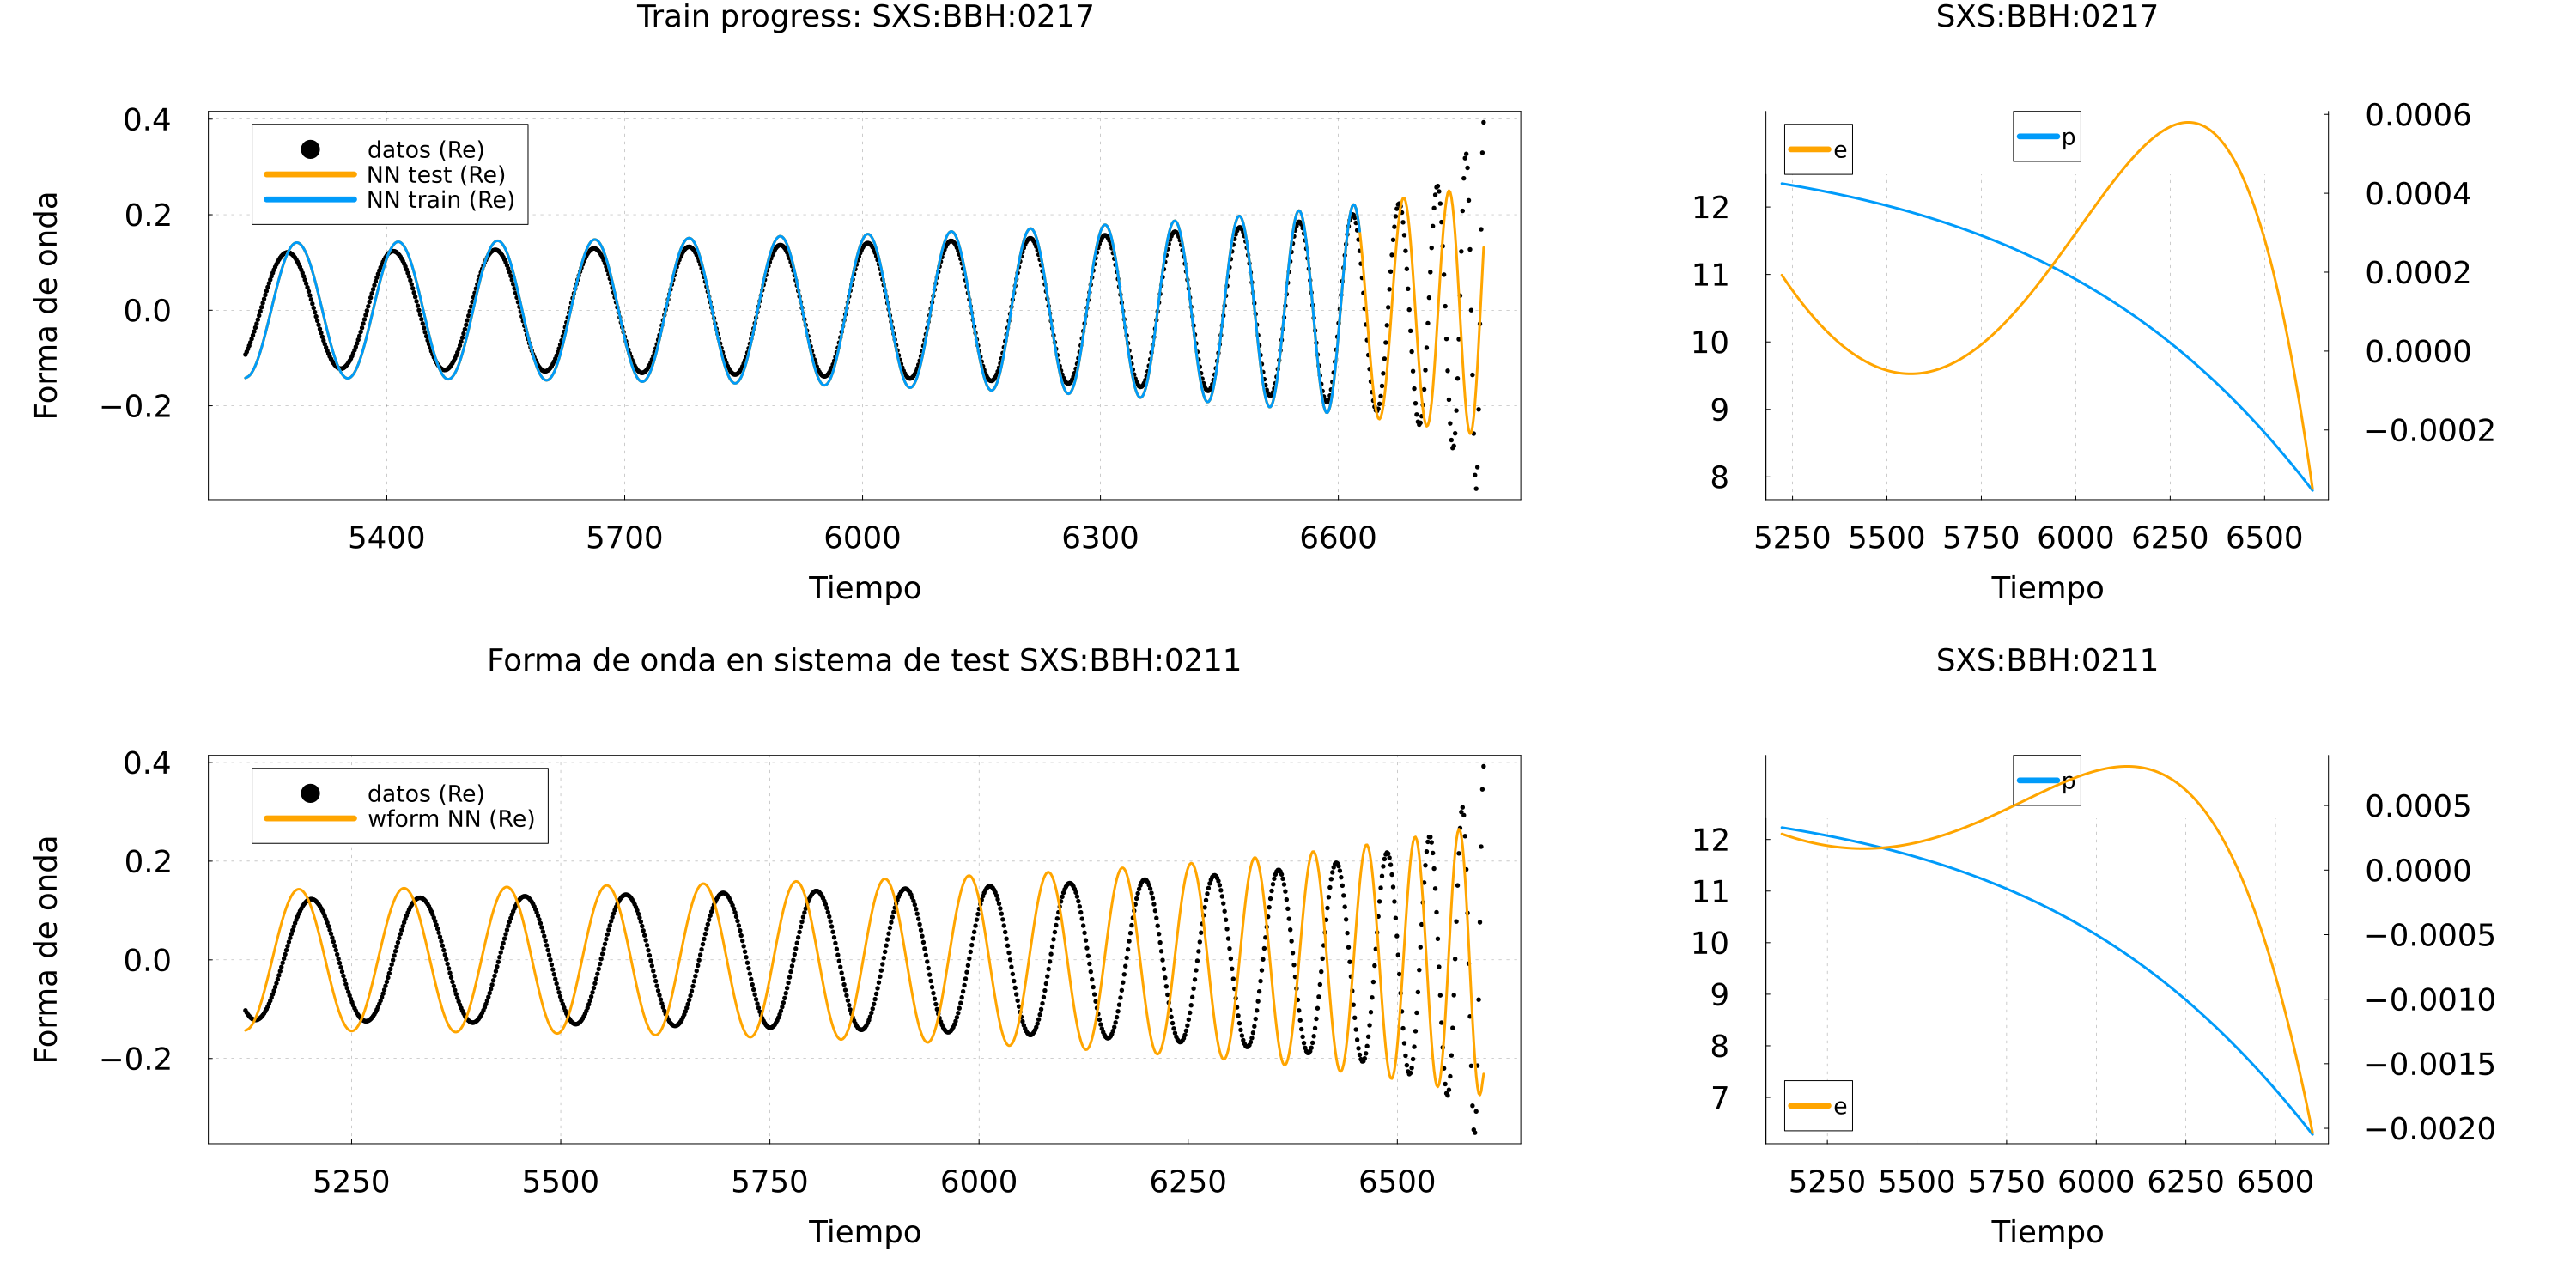 Train progress: SXS:BBH:0217
Forma de onda
0.4
0.2
0.0
−0.2
datos (Re)
NN test (Re)
NN train (Re)
5400 5700 6000 6300 6600
Tiempo
SXS:BBH:0217
e
p
12
11
10
9
8
0.0006
0.0004
0.0002
0.0000
−0.0002
5250 5500 5750 6000 6250 6500
Tiempo
Forma de onda en sistema de test SXS:BBH:0211
Forma de onda
0.4
0.2
0.0
−0.2
datos (Re)
wform NN (Re)
5250 5500 5750 6000 6250 6500
Tiempo
SXS:BBH:0211
p
e
12
11
10
9
8
7
0.0005
0.0000
−0.0005
−0.0010
−0.0015
−0.0020
5250 5500 5750 6000 6250 6500
Tiempo